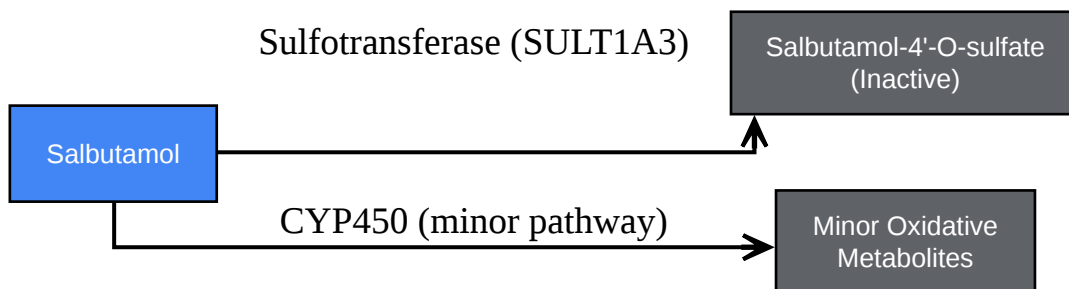 Sulfotransferase (SULT1A3)
Salbutamol-4'-O-sulfate
(Inactive)
Salbutamol
CYP450 (minor pathway)
Minor Oxidative
Metabolites